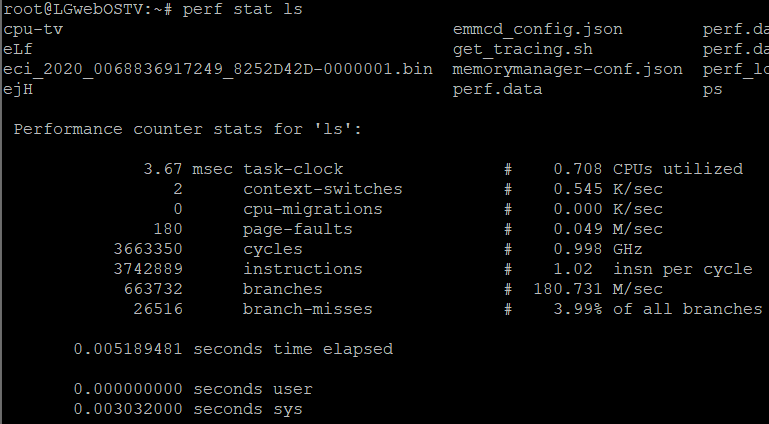 root@LGwebOSTV:~# perf stat ls
cpu-tv emmcd_config.json perf.da
eLf get_tracing.sh perf.da
eci_2020_0068836917249_8252D42D-0000001.bin memorymanager-conf.json perf_lo
ejH perf.data ps
Performance counter stats for 'ls':
3.67 msec task-clock # 0.708 CPUs utilized
2 context-switches # 0.545 K/sec
0 cpu-migrations # 0.000 K/sec
180 page-faults # 0.049 M/sec
3663350 cycles # 0.998 GHz
3742889 instructions # 1.02 insn per cycle
663732 branches # 180.731 M/sec
26516 branch-misses # 3.99% of all branches
0.005189481 seconds time elapsed
0.000000000 seconds user
0.003032000 seconds sys